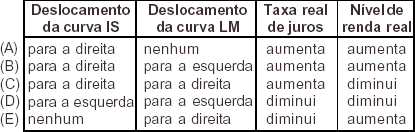 Deslocamento da curva IS Deslocamento da curva LM Taxa real de juros Nível de renda real
(A) para a direita nenhum aumenta aumenta
(B) para a direita para a esquerda aumenta aumenta
(C) para a direita para a direita aumenta diminui
(D) para a esquerda para a esquerda diminui diminui
(E) nenhum para a direita diminui aumenta